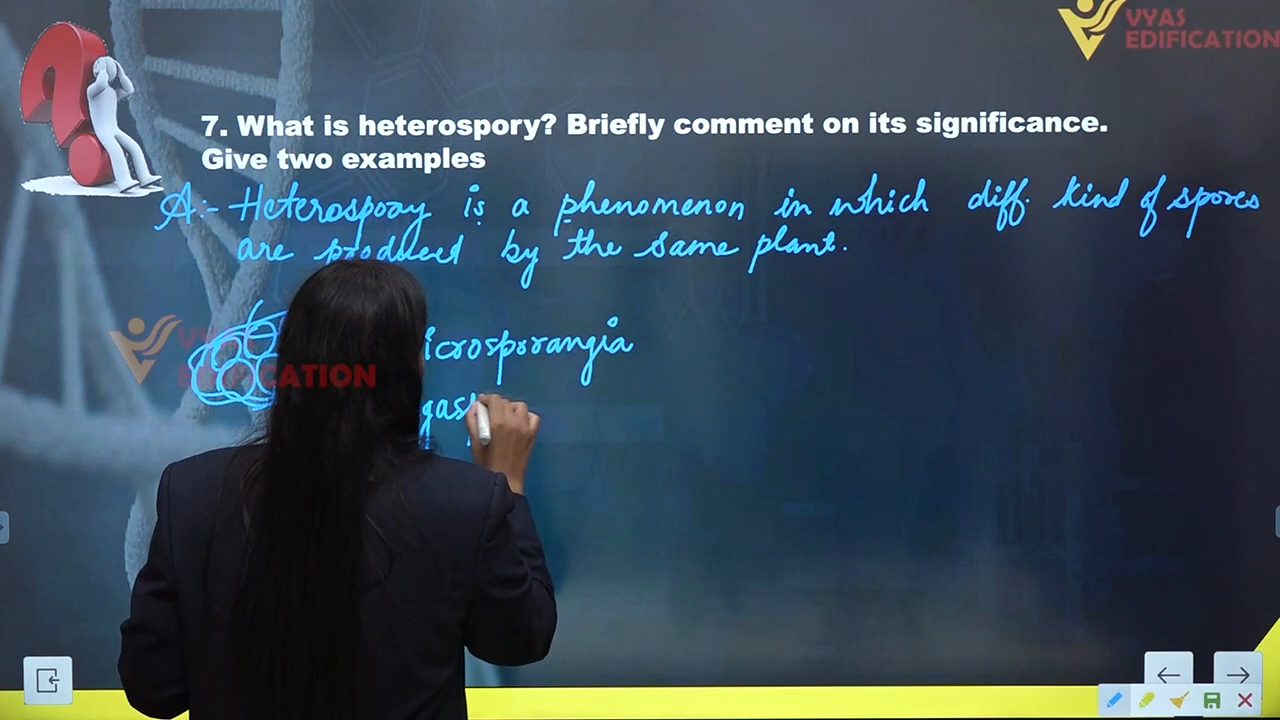 VYAS
EDIFICATION
7. What is heterospory? Briefly comment on its significance.
Give two examples
A:- Heterospory is a phenomenon in which diff. kind of spores
are produced by the same plant.
icrosporangia
EDIFICATION